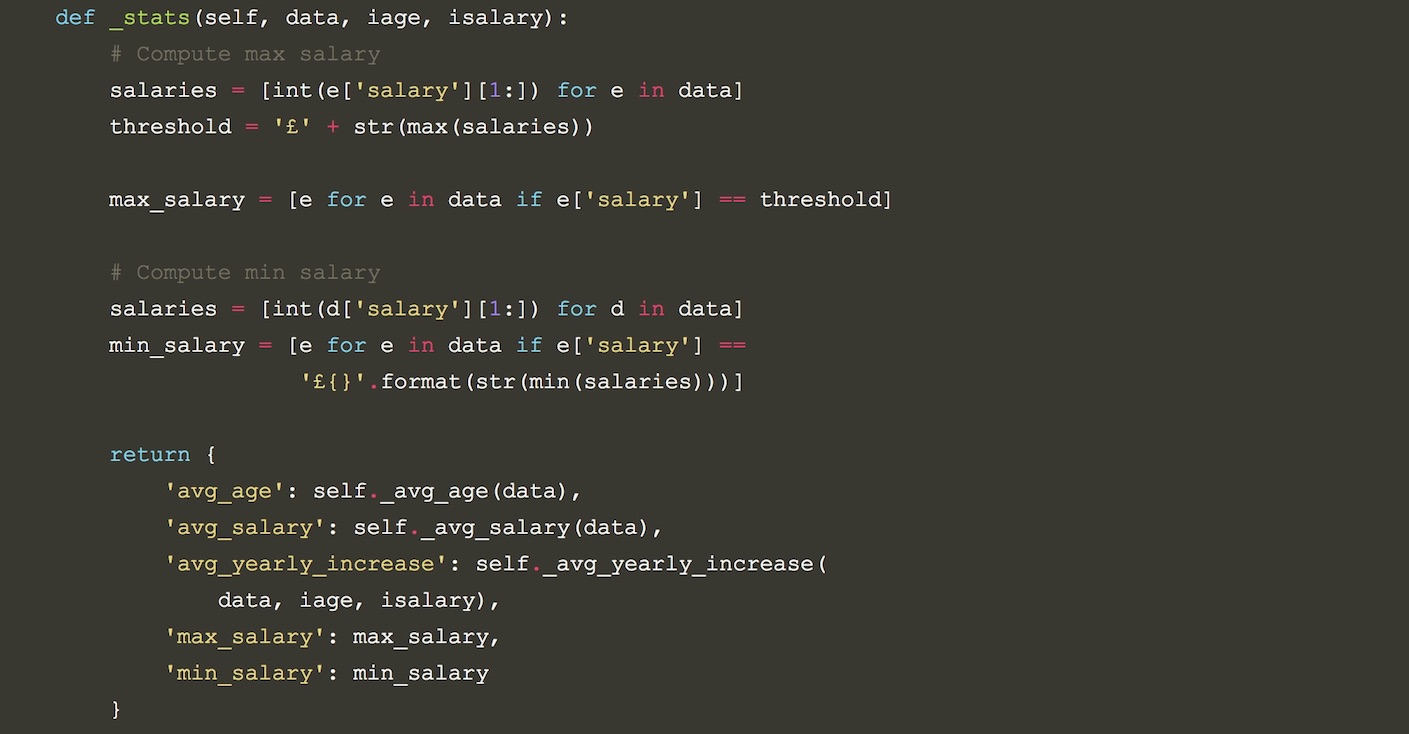 def _stats(self, data, iage, isalary):
    # Compute max salary
    salaries = [int(e['salary'][1:]) for e in data]
    threshold = '£' + str(max(salaries))

    max_salary = [e for e in data if e['salary'] == threshold]

    # Compute min salary
    salaries = [int(d['salary'][1:]) for d in data]
    min_salary = [e for e in data if e['salary'] ==
                  '£{}'.format(str(min(salaries)))]

    return {
        'avg_age': self._avg_age(data),
        'avg_salary': self._avg_salary(data),
        'avg_yearly_increase': self._avg_yearly_increase(
            data, iage, isalary),
        'max_salary': max_salary,
        'min_salary': min_salary
    }